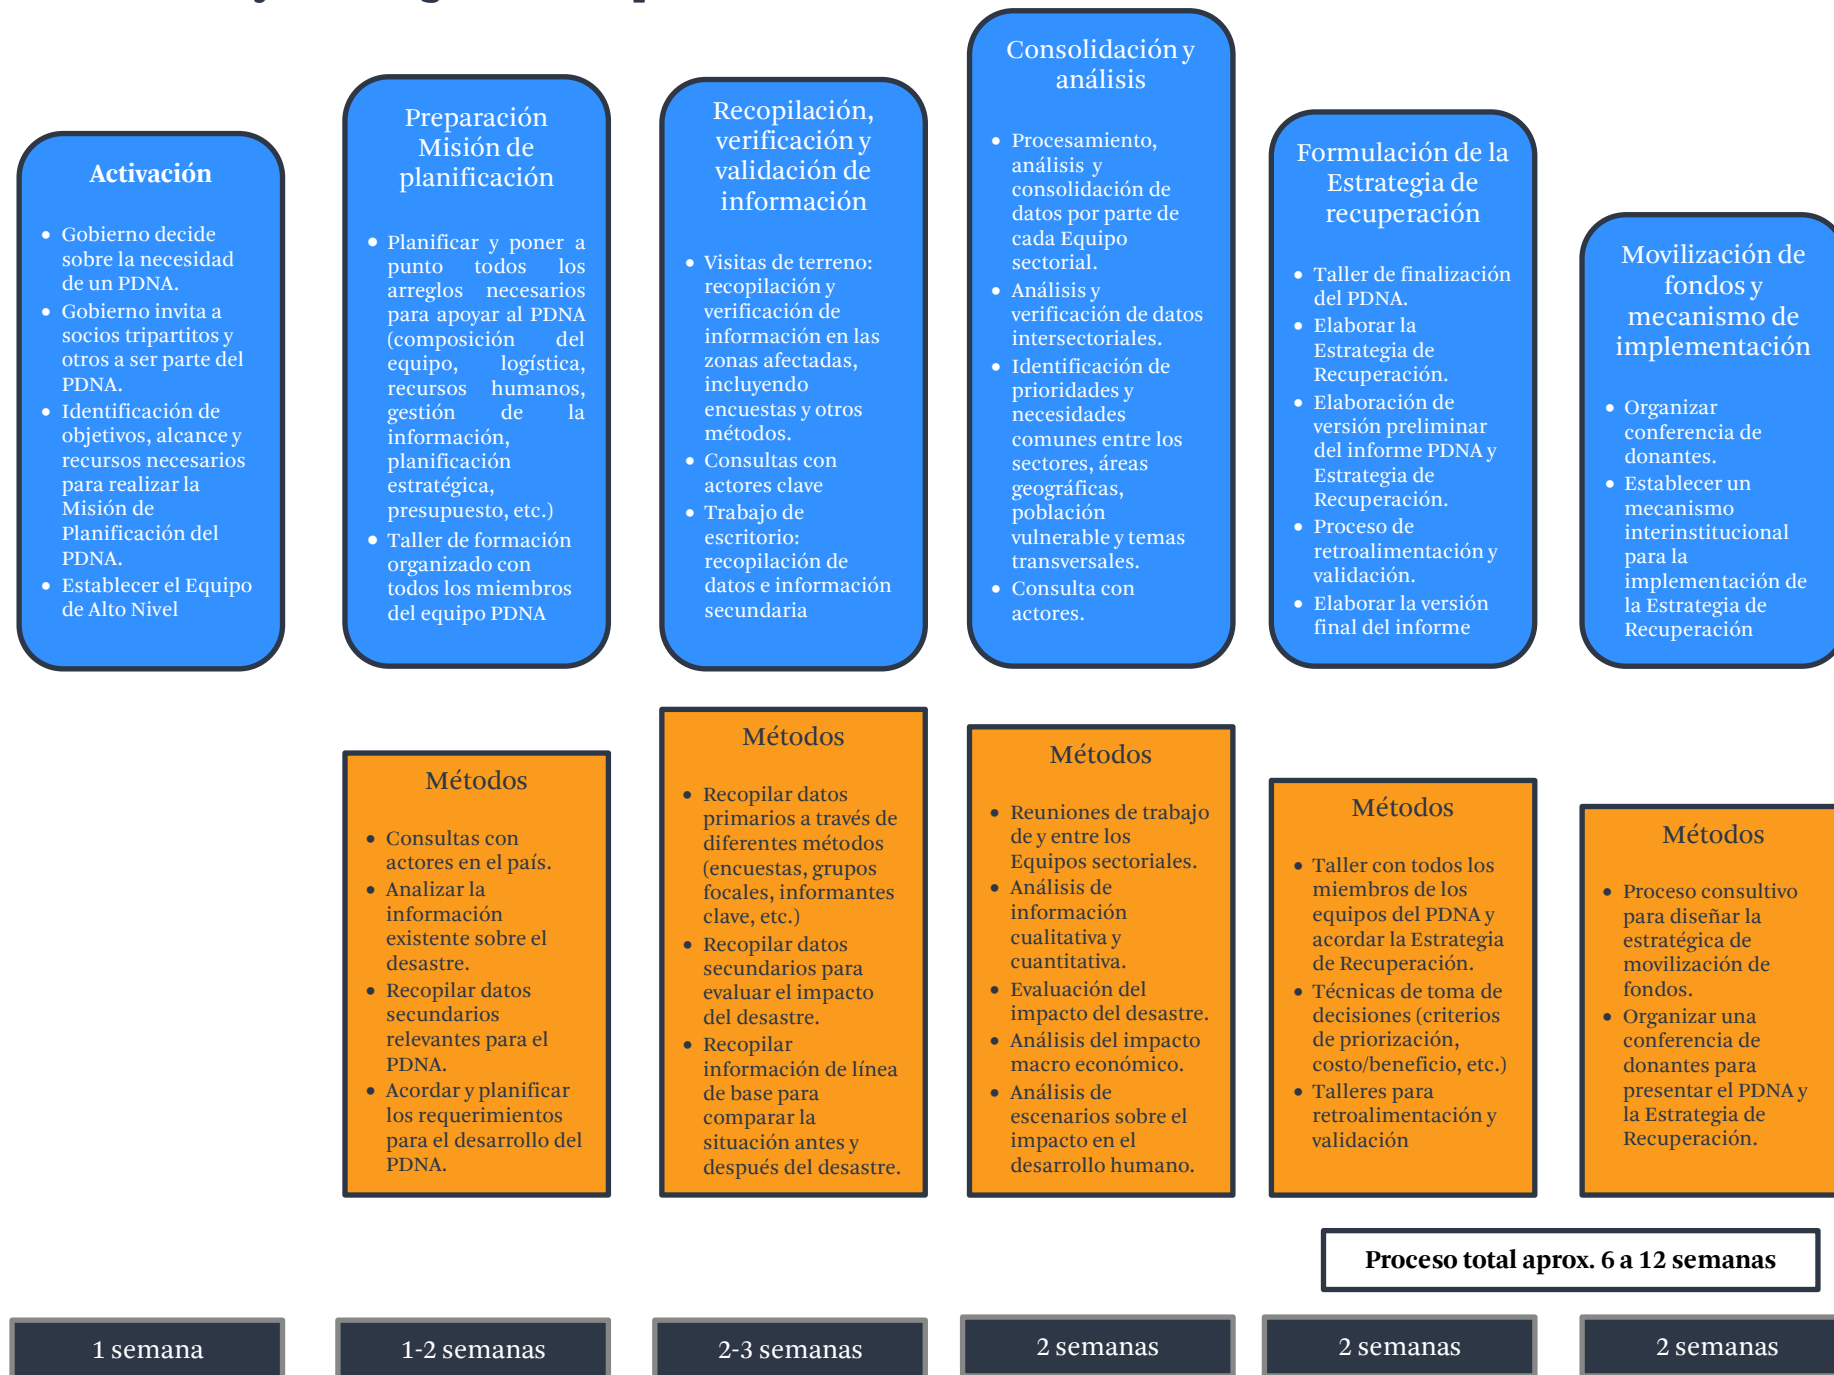 Activación
• Gobierno decide
sobre la necesidad
de un PDNA.
• Gobierno invita a
socios tripartitos y
otros a ser parte del
PDNA.
• Identificación de
objetivos, alcance y
recursos necesarios
para realizar la
Misión de
Planificación del
PDNA.
• Establecer el Equipo
de Alto Nivel
Preparación
Misión de
planificación
• Planificar y poner a
punto todos los
arreglos necesarios
para apoyar al PDNA
(composición del
equipo, logística,
recursos humanos,
gestión de la
información,
planificación
estratégica,
presupuesto, etc.)
• Taller de formación
organizado con
todos los miembros
del equipo PDNA
Recopilación,
verificación y
validación de
información
• Visitas de terreno:
recopilación y
verificación de
información en las
zonas afectadas,
incluyendo
encuestas y otros
métodos.
• Consultas con
actores clave
• Trabajo de
escritorio:
recopilación de
datos e información
secundaria
Consolidación y
análisis
• Procesamiento,
análisis y
consolidación de
datos por parte de
cada Equipo
sectorial.
• Análisis y
verificación de datos
intersectoriales.
• Identificación de
prioridades y
necesidades
comunes entre los
sectores, áreas
geográficas,
población
vulnerable y temas
transversales.
• Consulta con
actores.
Formulación de la
Estrategia de
recuperación
• Taller de finalización
del PDNA.
• Elaborar la
Estrategia de
Recuperación.
• Elaboración de
versión preliminar
del informe PDNA y
Estrategia de
Recuperación.
• Proceso de
retroalimentación y
validación.
• Elaborar la versión
final del informe
Movilización de
fondos y
mecanismo de
implementación
• Organizar
conferencia de
donantes.
• Establecer un
mecanismo
interinstitucional
para la
implementación de
la Estrategia de
Recuperación
Métodos
• Consultas con
actores en el país.
• Analizar la
información
existente sobre el
desastre.
• Recopilar datos
secundarios
relevantes para el
PDNA.
• Acordar y planificar
los requerimientos
para el desarrollo del
PDNA.
Métodos
• Recopilar datos
primarios a través de
diferentes métodos
(encuestas, grupos
focales, informantes
clave, etc.)
• Recopilar datos
secundarios para
evaluar el impacto
del desastre.
• Recopilar
información de línea
de base para
comparar la
situación antes y
después del desastre.
Métodos
• Reuniones de trabajo
de y entre los
Equipos sectoriales.
• Análisis de
información
cualitativa y
cuantitativa.
• Evaluación del
impacto del desastre.
• Análisis del impacto
macro económico.
• Análisis de
escenarios sobre el
impacto en el
desarrollo humano.
Métodos
• Taller con todos los
miembros de los
equipos del PDNA y
acordar la Estrategia
de Recuperación.
• Técnicas de toma de
decisiones (criterios
de priorización,
costo/beneficio, etc.)
• Talleres para
retroalimentación y
validación
Métodos
• Proceso consultivo
para diseñar la
estratégica de
movilización de
fondos.
• Organizar una
conferencia de
donantes para
presentar el PDNA y
la Estrategia de
Recuperación.
Proceso total aprox. 6 a 12 semanas
1 semana
1-2 semanas
2-3 semanas
2 semanas
2 semanas
2 semanas